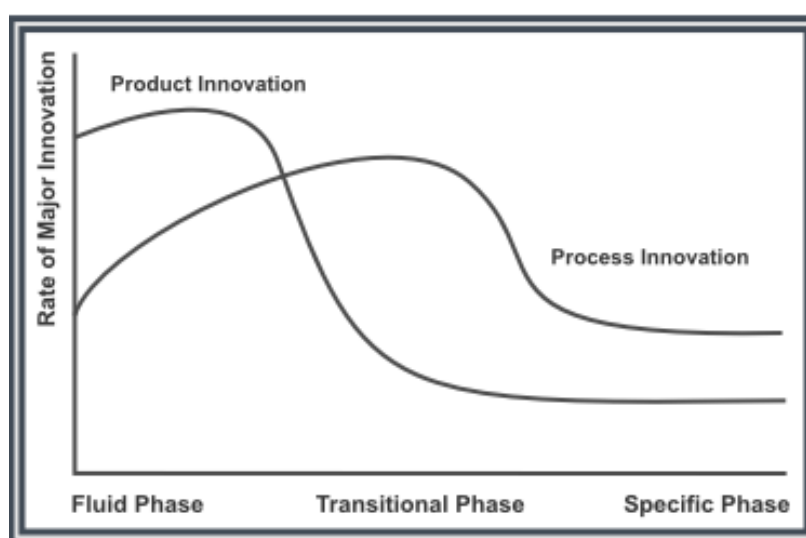 Product Innovation
Rate of Major Innovation
Process Innovation
Fluid Phase
Transitional Phase
Specific Phase